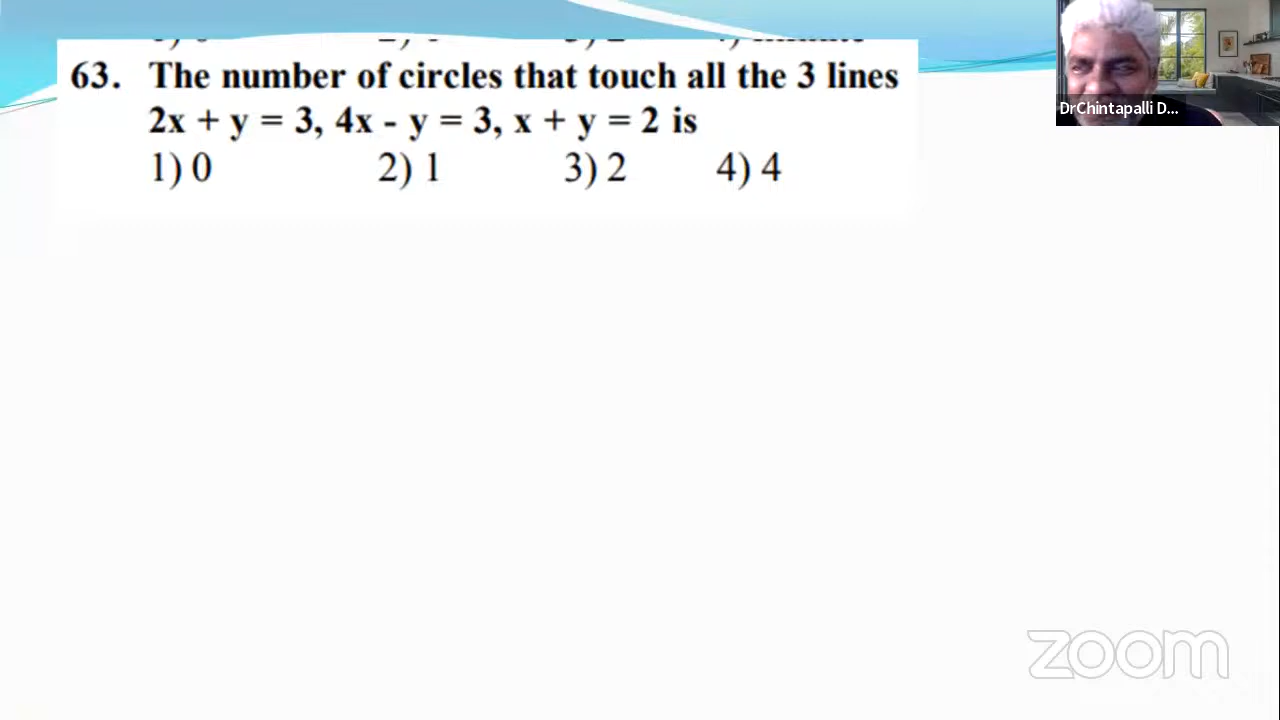 63. The number of circles that touch all the 3 lines
2x + y = 3, 4x - y = 3, x + y = 2 is
1) 0 2) 1 3) 2 4) 4
DrChintapalli D...
zoom